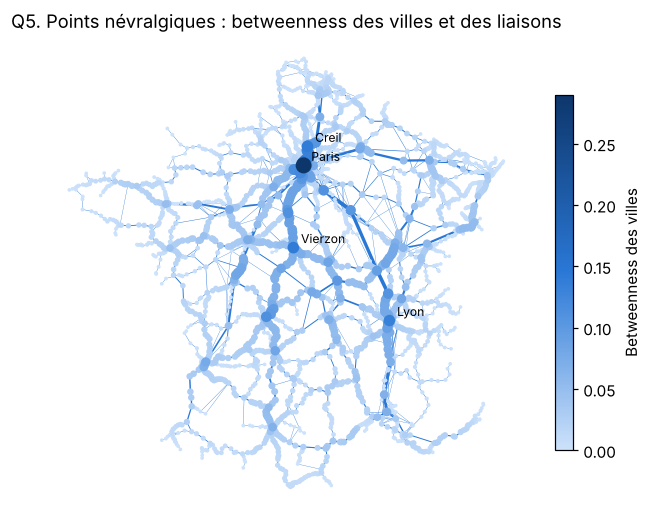 Q5. Points névralgiques : betweenness des villes et des liaisons
Creil
Paris
Vierzon
Lyon
0.25
0.20
0.15
0.10
0.05
0.00
Betweenness des villes